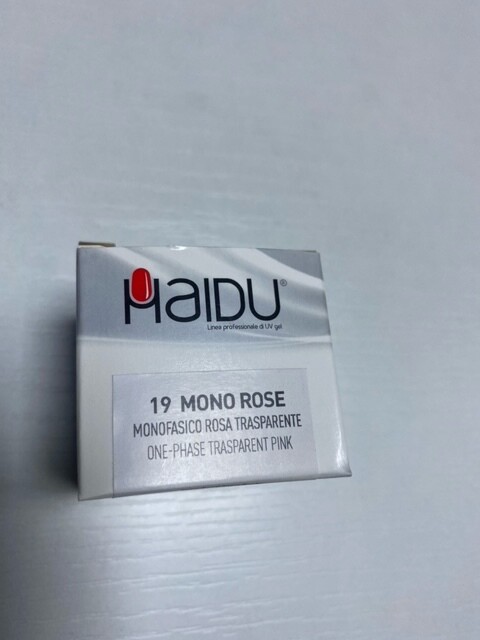 HaIDU®
Linea professionale di UV gel
19 MONO ROSE
MONOFASICO ROSA TRASPARENTE
ONE-PHASE TRASPARENT PINK